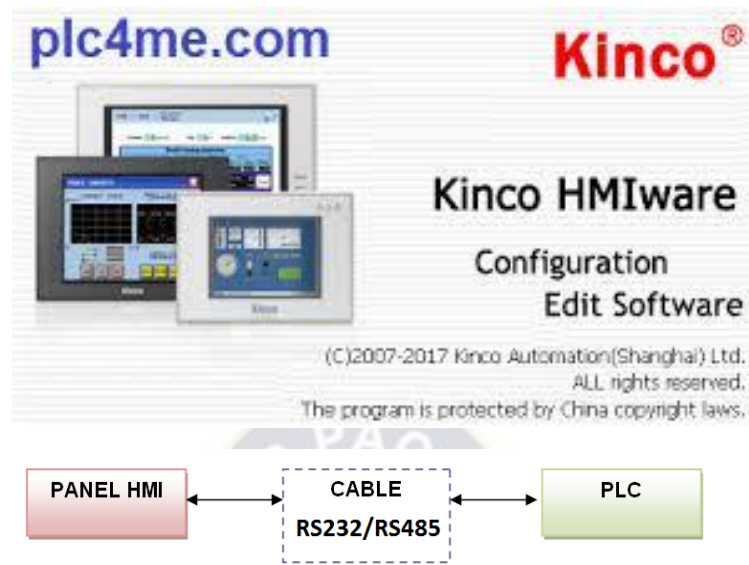 plc4me.com
Kinco®
Kinco HMIware
Configuration
Edit Software
(C)2007-2017 Kinco Automation(Shanghai) Ltd.
ALL rights reserved.
The program is protected by China copyright laws.
PANEL HMI
CABLE
RS232/RS485
PLC